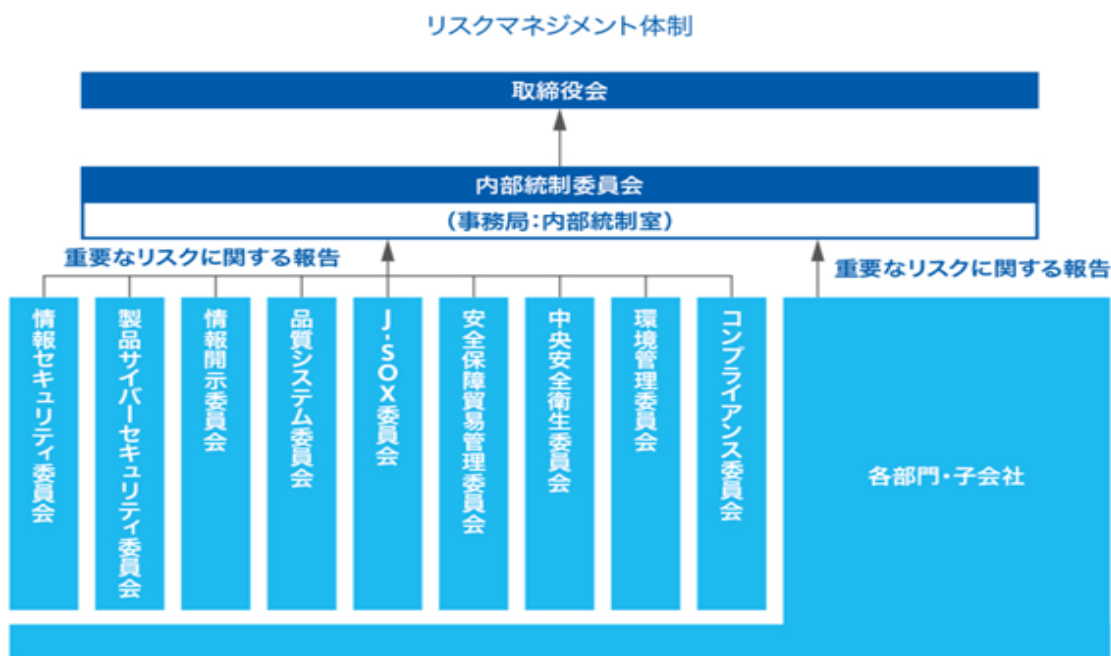 リスクマネジメント体制
取締役会
内部統制委員会
(事務局:内部統制室)
重要なリスクに関する報告
重要なリスクに関する報告
情報セキュリティ委員会
製品サイバーセキュリティ委員会
情報開示委員会
品質システム委員会
J-SOX委員会
安全保障貿易管理委員会
中央安全衛生委員会
環境管理委員会
コンプライアンス委員会
各部門・子会社